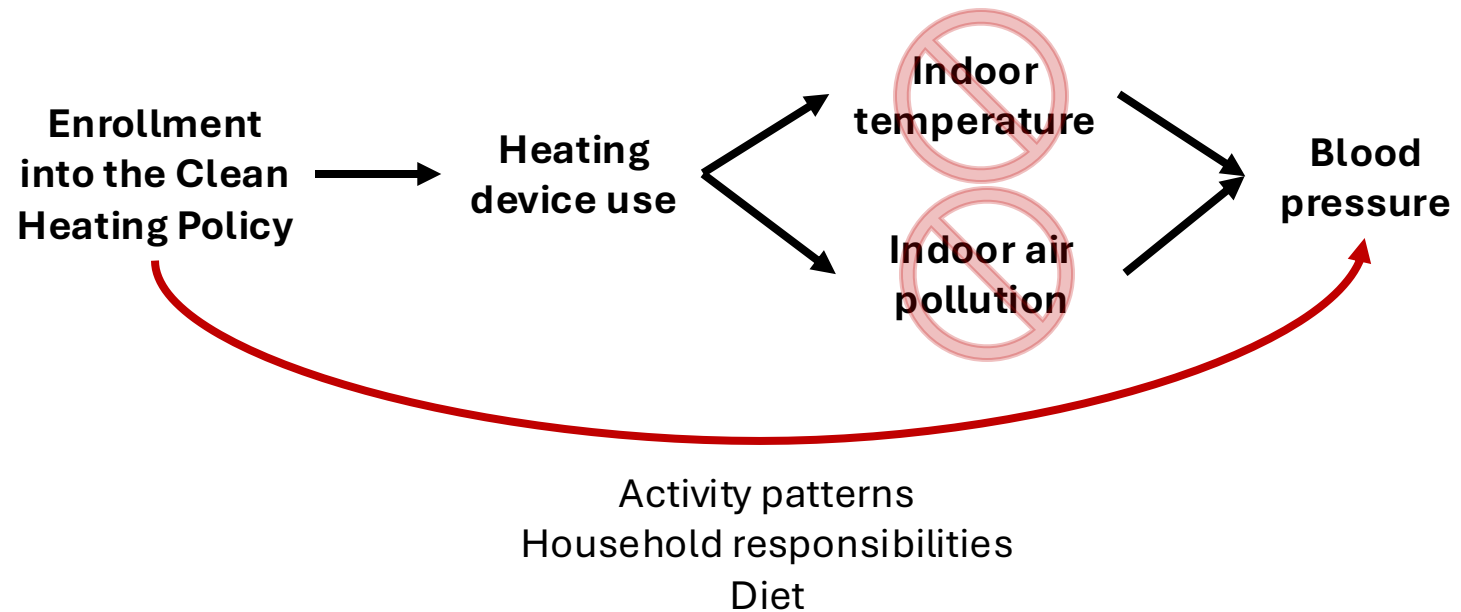 Enrollment
into the Clean
Heating Policy
Heating
device use
Indoor
temperature
Indoor air
pollution
Blood
pressure
Activity patterns
Household responsibilities
Diet